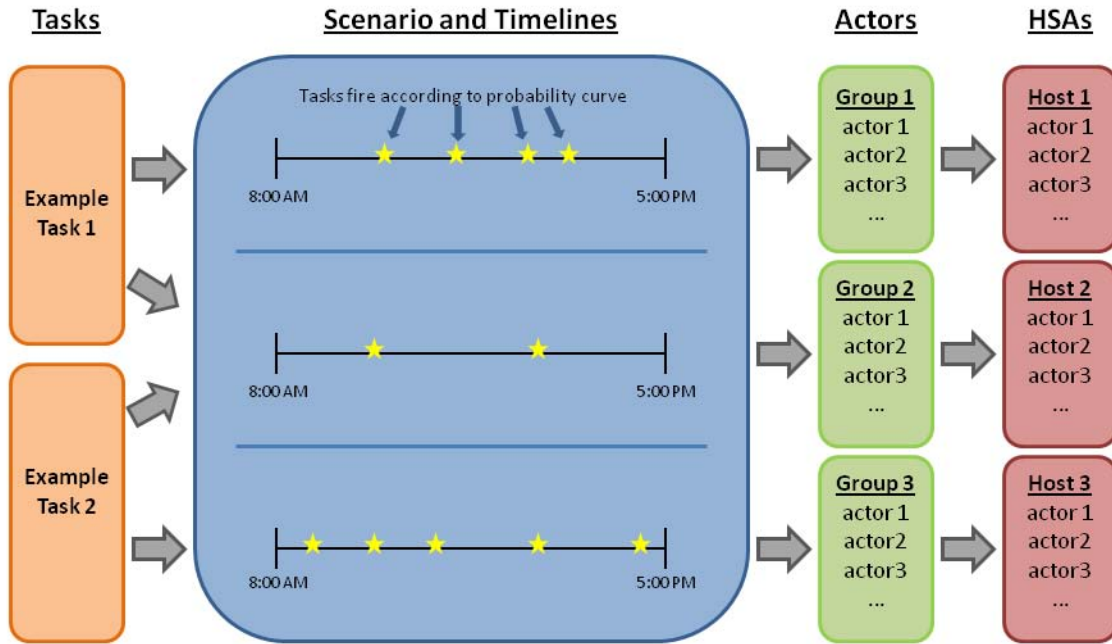 Tasks
Scenario and Timelines
Actors
HSAs
Example
Task 1
Example
Task 2
Tasks fire according to probability curve
8:00 AM
5:00 PM
8:00 AM
5:00 PM
8:00 AM
5:00 PM
Group 1
actor 1
actor2
actor3
...
Group 2
actor 1
actor2
actor3
...
Group 3
actor 1
actor2
actor3
...
Host 1
actor 1
actor2
actor3
...
Host 2
actor 1
actor2
actor3
...
Host 3
actor 1
actor2
actor3
...